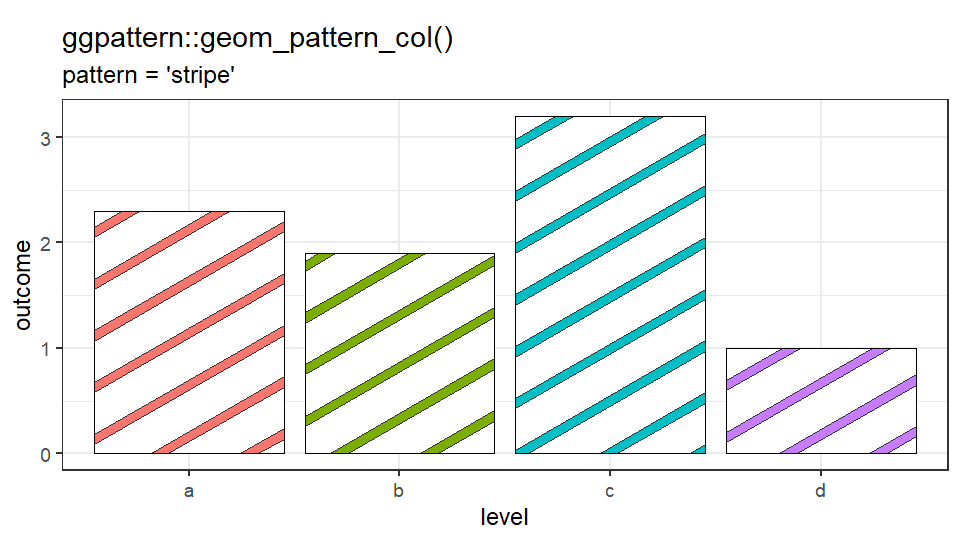 ggpattern::geom_pattern_col()
pattern = 'stripe'
3
2
1
0
outcome
a b c d
level